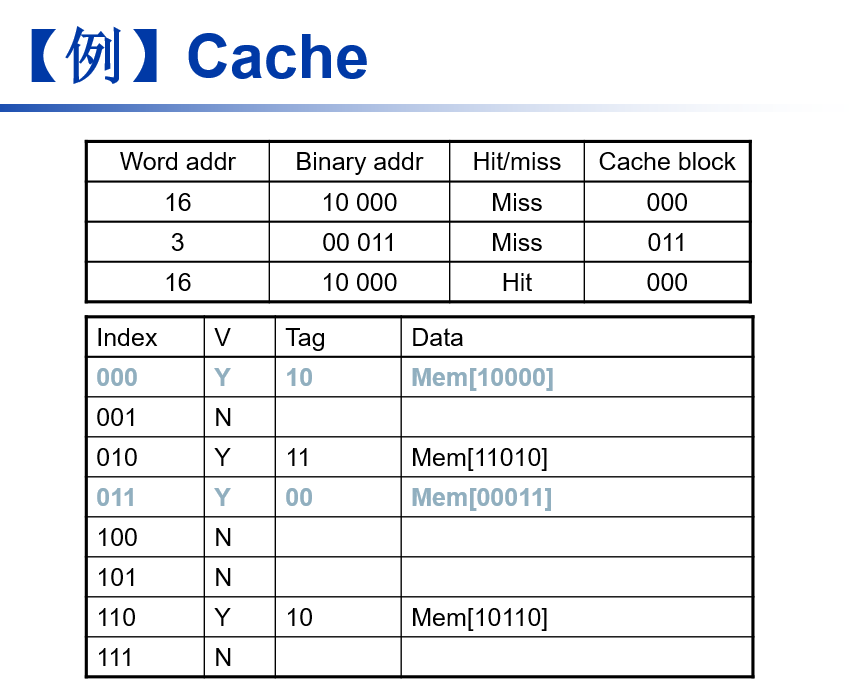 【例】Cache
Word addr Binary addr Hit/miss Cache block
16 10 000 Miss 000
3 00 011 Miss 011
16 10 000 Hit 000
Index V Tag Data
000 Y 10 Mem[10000]
001 N
010 Y 11 Mem[11010]
011 Y 00 Mem[00011]
100 N
101 N
110 Y 10 Mem[10110]
111 N